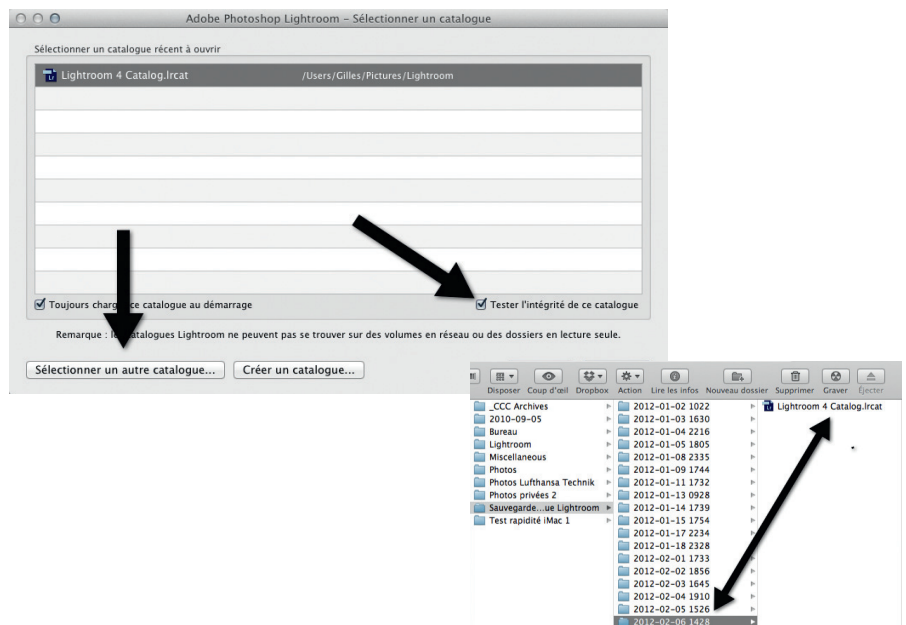 Adobe Photoshop Lightroom – Sélectionner un catalogue
Sélectionner un catalogue récent à ouvrir
Lightroom 4 Catalog.lrcat /Users/Gilles/Pictures/Lightroom
Toujours charg ce catalogue au démarrage Tester l'intégrité de ce catalogue
Remarque : le catalogues Lightroom ne peuvent pas se trouver sur des volumes en réseau ou des dossiers en lecture seule.
Sélectionner un autre catalogue... Créer un catalogue...
Disposer Coup d'œil Dropbox Action Lire les infos Nouveau dossier Supprimer Graver Éjecter
_CCC Archives 2012-01-02 1022 Lightroom 4 Catalog.lrcat
2010-09-05 2012-01-03 1630
Bureau 2012-01-04 2216
Lightroom 2012-01-05 1805
Miscellaneous 2012-01-08 2335
Photos 2012-01-09 1744
Photos Lufthansa Technik 2012-01-11 1732
Photos privées 2 2012-01-13 0928
Sauvegarde...ue Lightroom 2012-01-14 1739
Test rapidité iMac 1 2012-01-15 1754
2012-01-17 2234
2012-01-18 2328
2012-02-01 1733
2012-02-02 1856
2012-02-03 1645
2012-02-04 1910
2012-02-05 1526
2012-02-06 1428